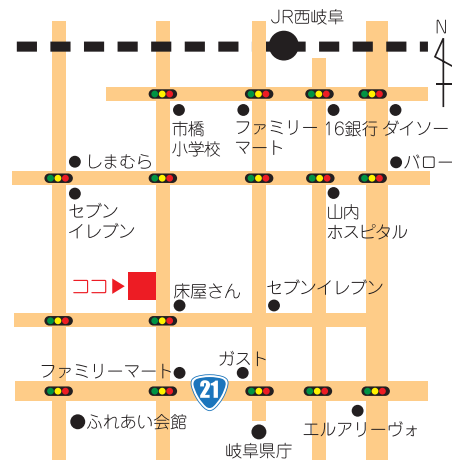 JR西岐阜
N
市橋
小学校
ファミリー
マート
16銀行
ダイソー
しまむら
バロー
セブン
イレブン
山内
ホスピタル
ココ
床屋さん
セブンイレブン
ファミリーマート
ガスト
21
ふれあい会館
岐阜県庁
エルアリーヴォ